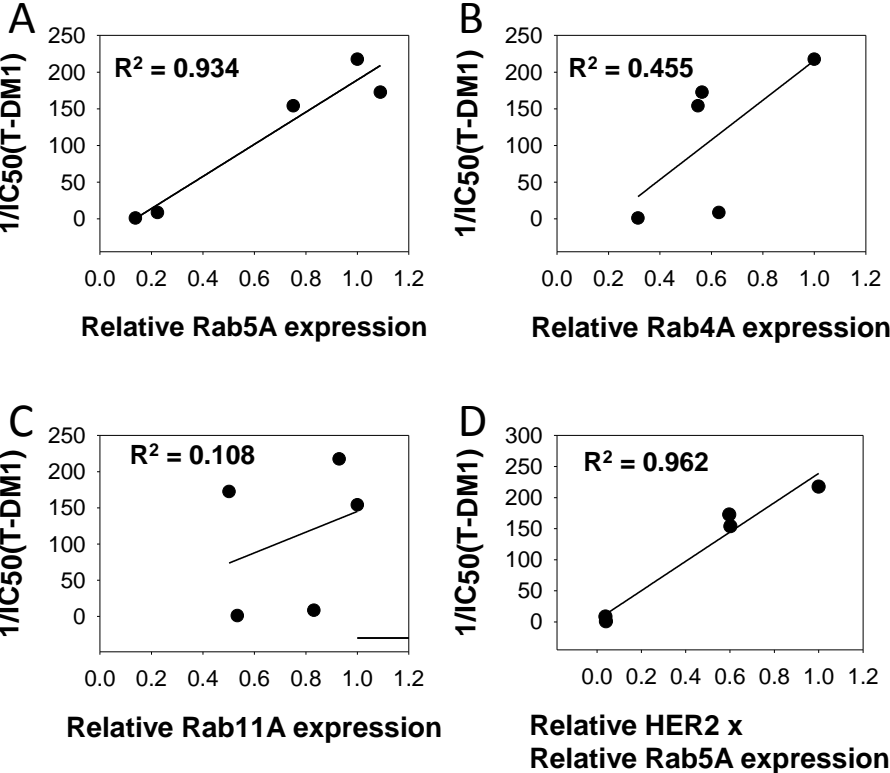 A
250
200
150
100
50
0
R² = 0.934
1/IC50(T-DM1)
0.0 0.2 0.4 0.6 0.8 1.0 1.2
Relative Rab5A expression
B
250
200
150
100
50
0
R² = 0.455
1/IC50(T-DM1)
0.0 0.2 0.4 0.6 0.8 1.0 1.2
Relative Rab4A expression
C
250
200
150
100
50
0
R² = 0.108
1/IC50(T-DM1)
0.0 0.2 0.4 0.6 0.8 1.0 1.2
Relative Rab11A expression
D
300
250
200
150
100
50
0
R² = 0.962
1/IC50(T-DM1)
0.0 0.2 0.4 0.6 0.8 1.0 1.2
Relative HER2 x
Relative Rab5A expression